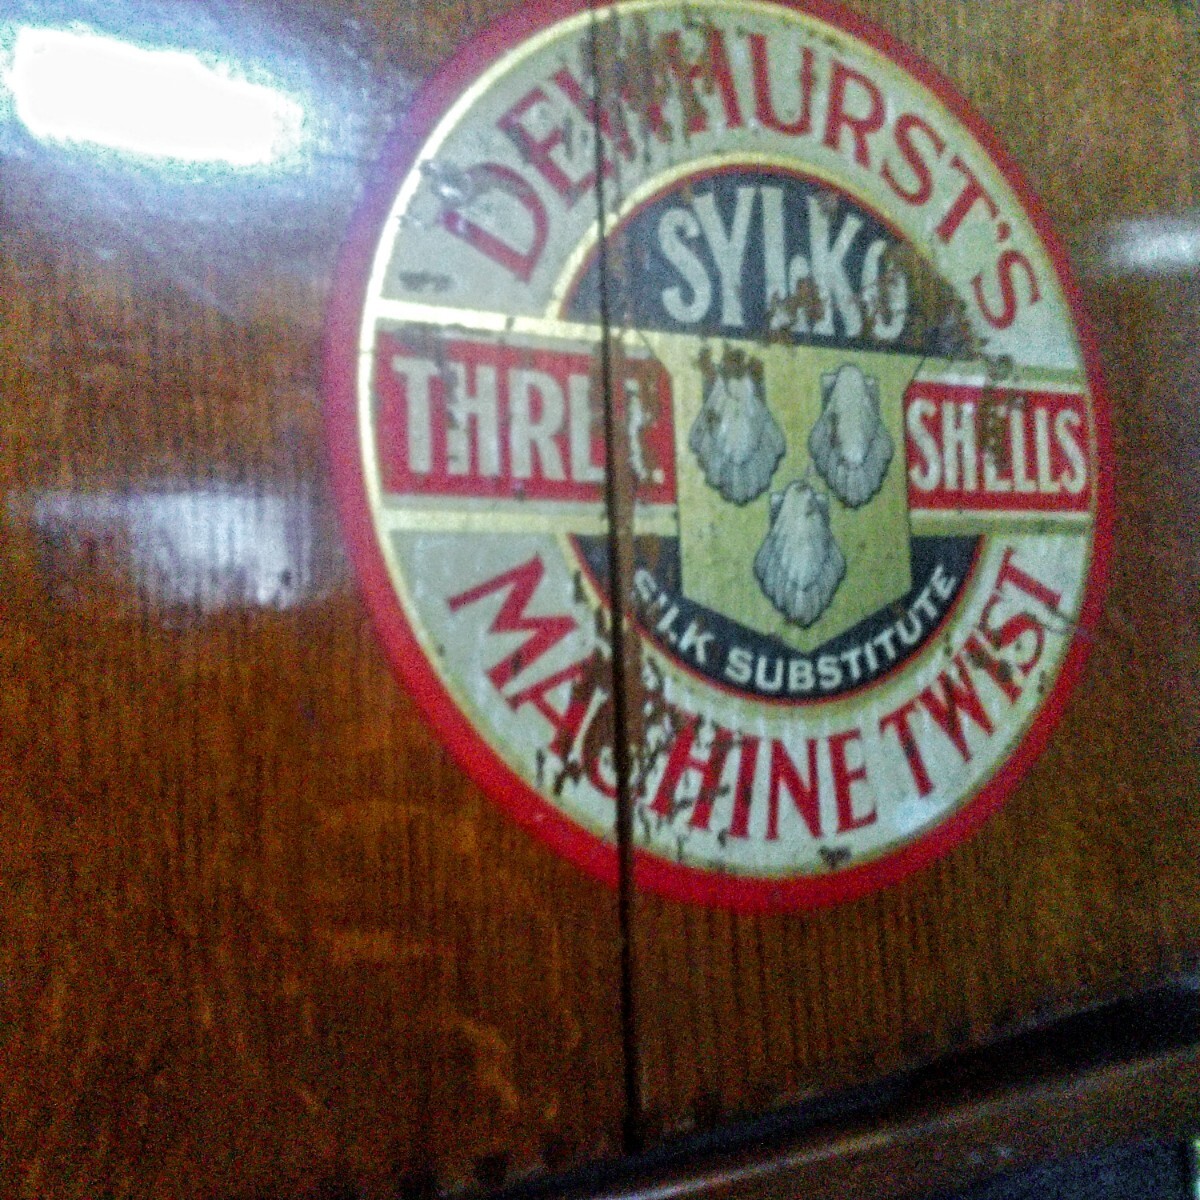 DEWHURST'S
SYLKO
THREE SHELLS
SILK SUBSTITUTE
MACHINE TWIST